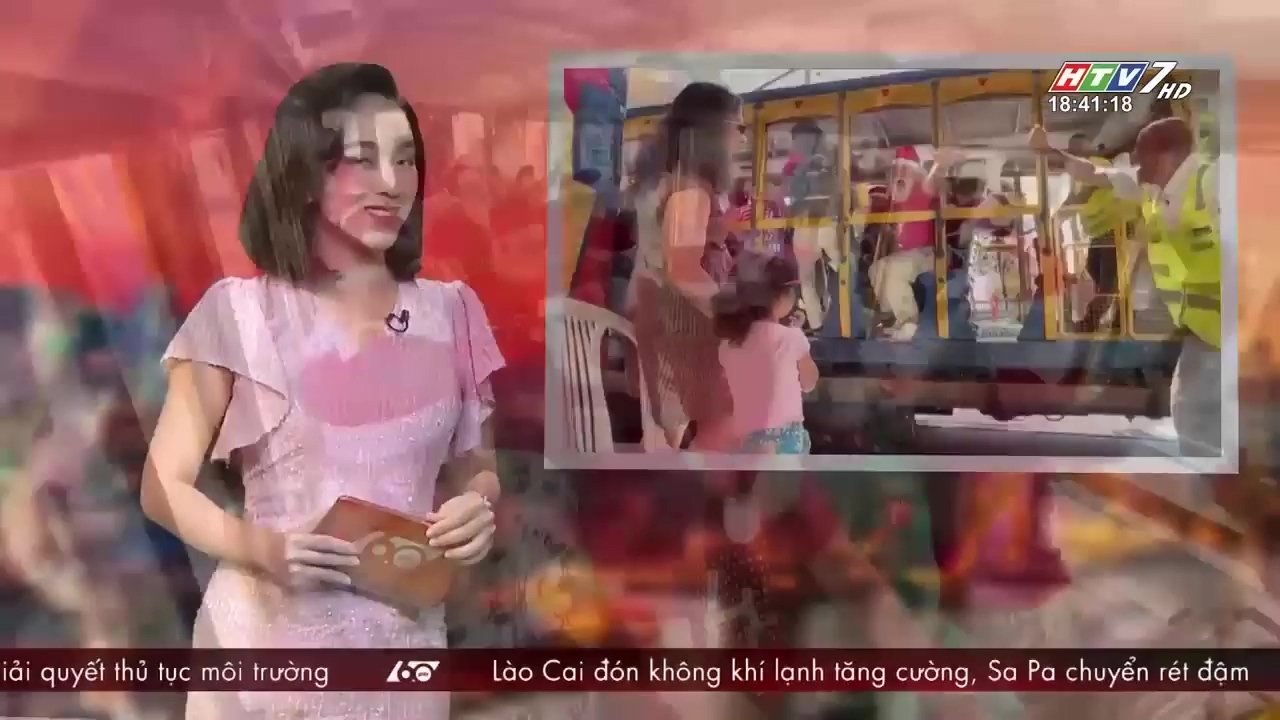 HTV7 HD
18:41:18
iải quyết thủ tục môi trường
60 Lào Cai đón không khí lạnh tăng cường, Sa Pa chuyển rét đậm